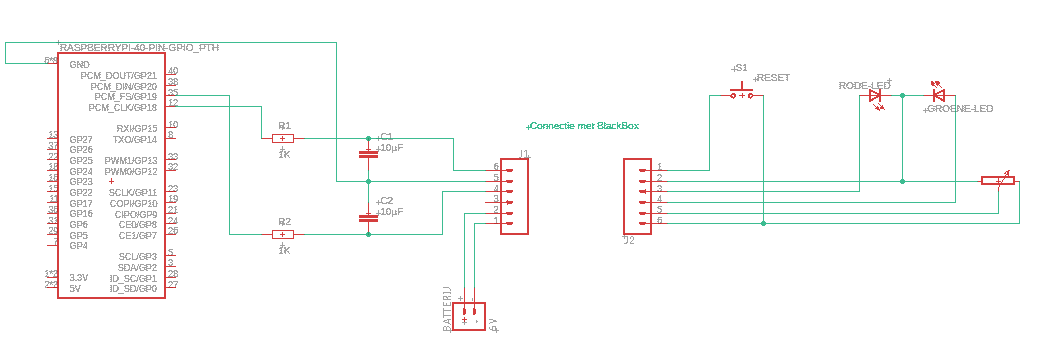 RASPBERRYPI-40-PIN-GPIO_PTH
GND
PCM_DOUT/GP21 40
PCM_DIN/GP20 38
PCM_FS/GP19 35
PCM_CLK/GP18 12
RXI/GP15 10
13 GP27 TXO/GP14 8
37 GP26
22 GP25 PWM1/GP13 33
18 GP24 PWM0/GP12 32
16 GP23
15 GP22 SCLK/GP11 23
11 GP17 COPI/GP10 19
36 GP16 CIPO/GP9 21
31 GP6 CE0/GP8 24
29 GP5 CE1/GP7 26
7 GP4
SCL/GP3 5
SDA/GP2 3
1*2 3.3V ID_SC/GP1 28
2*2 5V ID_SD/GP0 27
R1
1K
R2
1K
C1
10µF
C2
10µF
Connectie met BlackBox
J1
6
5
4
3
2
1
BATTERIJ
+ -
6V
J2
1
2
3
4
5
6
S1
RESET
RODE-LED
GROENE-LED